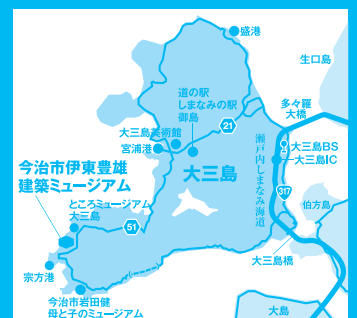 盛港
生口島
道の駅
しまなみの駅
御島
多々羅
大橋
21
大三島美術館
宮浦港
瀬戸内しまなみ海道
大三島BS
大三島IC
今治市伊東豊雄
建築ミュージアム
大三島
317
ところミュージアム
大三島
伯方島
51
大三島橋
宗方港
今治市岩田健
母と子のミュージアム
大島